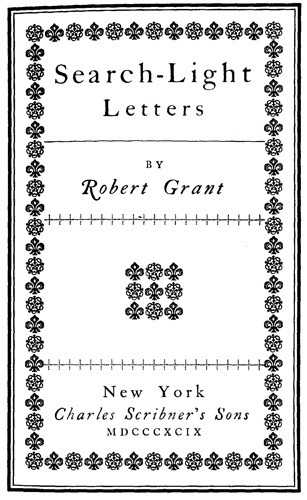 Search-Light
Letters
BY
Robert Grant
New York
Charles Scribner's Sons
MDCCCXCIX